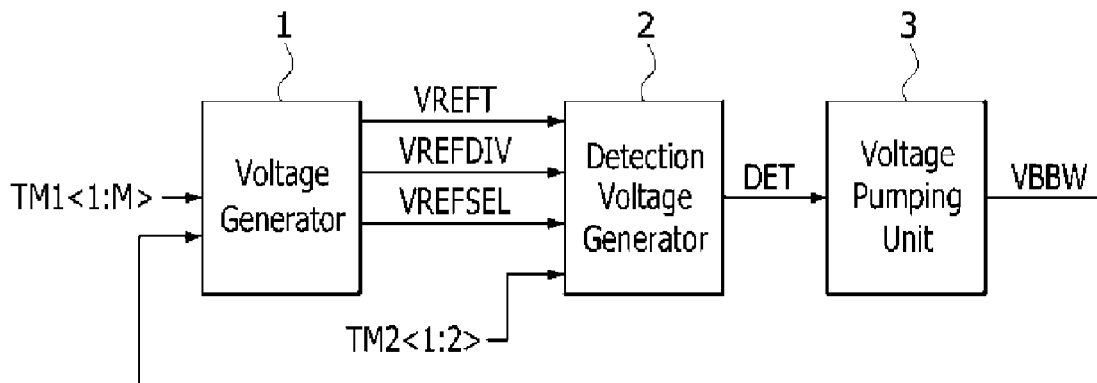 1
2
3
VREFT
VREFDIV
VREFSEL
TM1<1:M>
Voltage
Generator
Detection
Voltage
Generator
DET
Voltage
Pumping
Unit
VBBW
TM2<1:2>